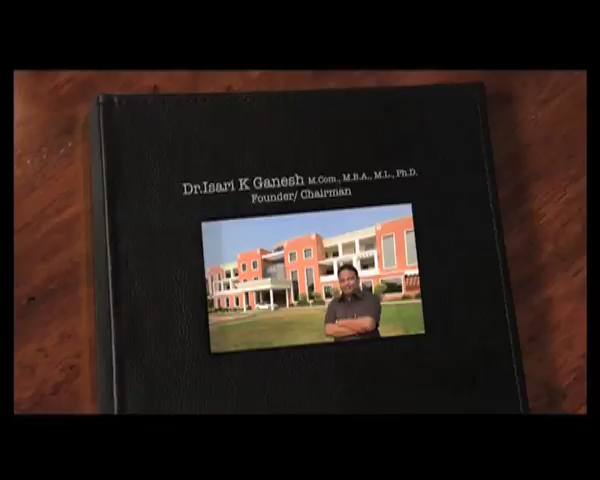 Dr.Isari K Ganesh M.Com., M.B.A., M.L., Ph.D.
Founder/ Chairman